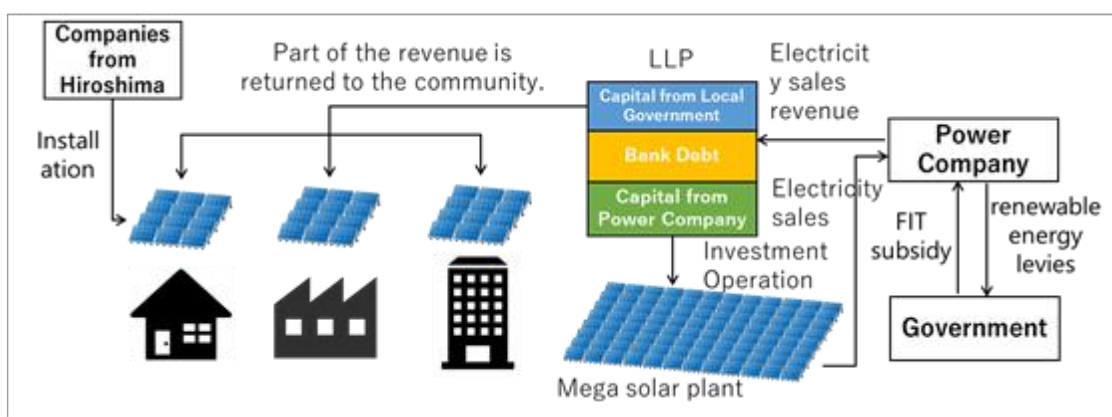 Companies
from
Hiroshima
Install
ation
Part of the revenue is
returned to the community.
LLP
Capital from Local
Government
Bank Debt
Capital from
Power Company
Electricit
y sales
revenue
Electricity
sales
Investment
Operation
Mega solar plant
Power
Company
FIT
subsidy
renewable
energy
levies
Government